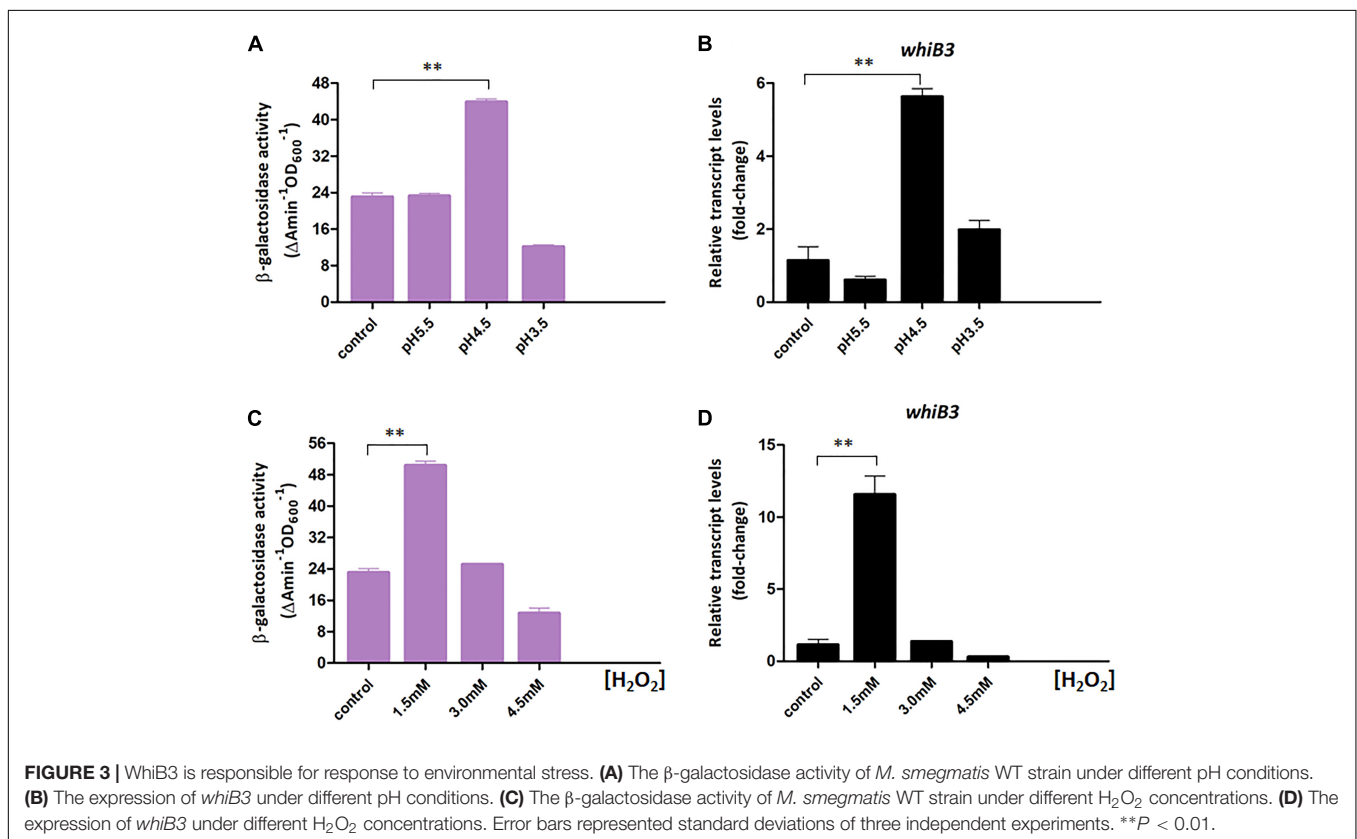 A
**
48
40
32
24
16
8
0
β-galactosidase activity
(ΔAmin⁻¹OD₆₀₀⁻¹)
control
pH5.5
pH4.5
pH3.5
B
whiB3
**
6
4
2
0
Relative transcript levels
(fold-change)
control
pH5.5
pH4.5
pH3.5
C
**
56
48
40
32
24
16
8
0
β-galactosidase activity
(ΔAmin⁻¹OD₆₀₀⁻¹)
control
1.5mM
3.0mM
4.5mM
[H₂O₂]
D
whiB3
**
15
10
5
0
Relative transcript levels
(fold-change)
control
1.5mM
3.0mM
4.5mM
[H₂O₂]
FIGURE 3 | WhiB3 is responsible for response to environmental stress. (A) The β-galactosidase activity of M. smegmatis WT strain under different pH conditions.
(B) The expression of whiB3 under different pH conditions. (C) The β-galactosidase activity of M. smegmatis WT strain under different H₂O₂ concentrations. (D) The
expression of whiB3 under different H₂O₂ concentrations. Error bars represented standard deviations of three independent experiments. **P < 0.01.